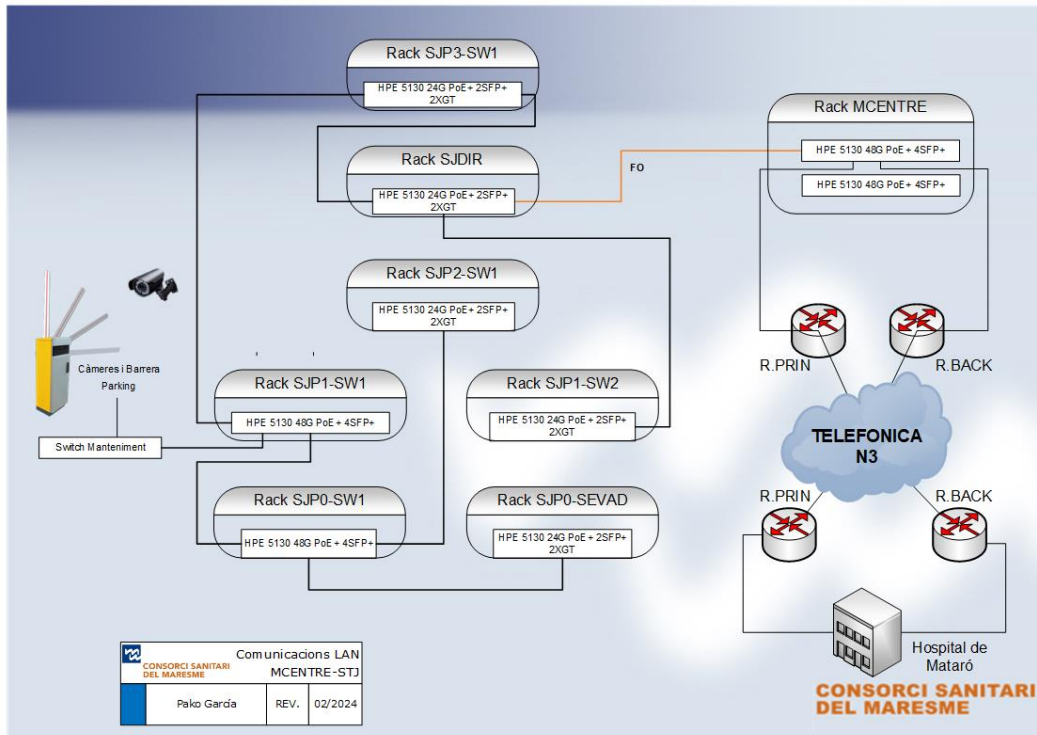 Rack SJP3-SW1
HPE 5130 24G PoE+ 2SFP+
2XGT
Rack MCENTRE
HPE 5130 48G PoE+ 4SFP+
HPE 5130 48G PoE+ 4SFP+
Rack SJDIR
HPE 5130 24G PoE+ 2SFP+
2XGT
FO
Rack SJP2-SW1
HPE 5130 24G PoE+ 2SFP+
2XGT
R.PRIN
R.BACK
Càmeres i Barrera
Parking
Switch Manteniment
Rack SJP1-SW1
HPE 5130 48G PoE+ 4SFP+
Rack SJP1-SW2
HPE 5130 24G PoE+ 2SFP+
2XGT
TELEFONICA
N3
Rack SJP0-SW1
HPE 5130 48G PoE+ 4SFP+
Rack SJP0-SEVAD
HPE 5130 24G PoE+ 2SFP+
2XGT
R.PRIN
R.BACK
Hospital de
Mataró
CONSORCI SANITARI
DEL MARESME
CONSORCI SANITARI
DEL MARESME
Comunicacions LAN
MCENTRE-STJ
Pako García
REV.
02/2024